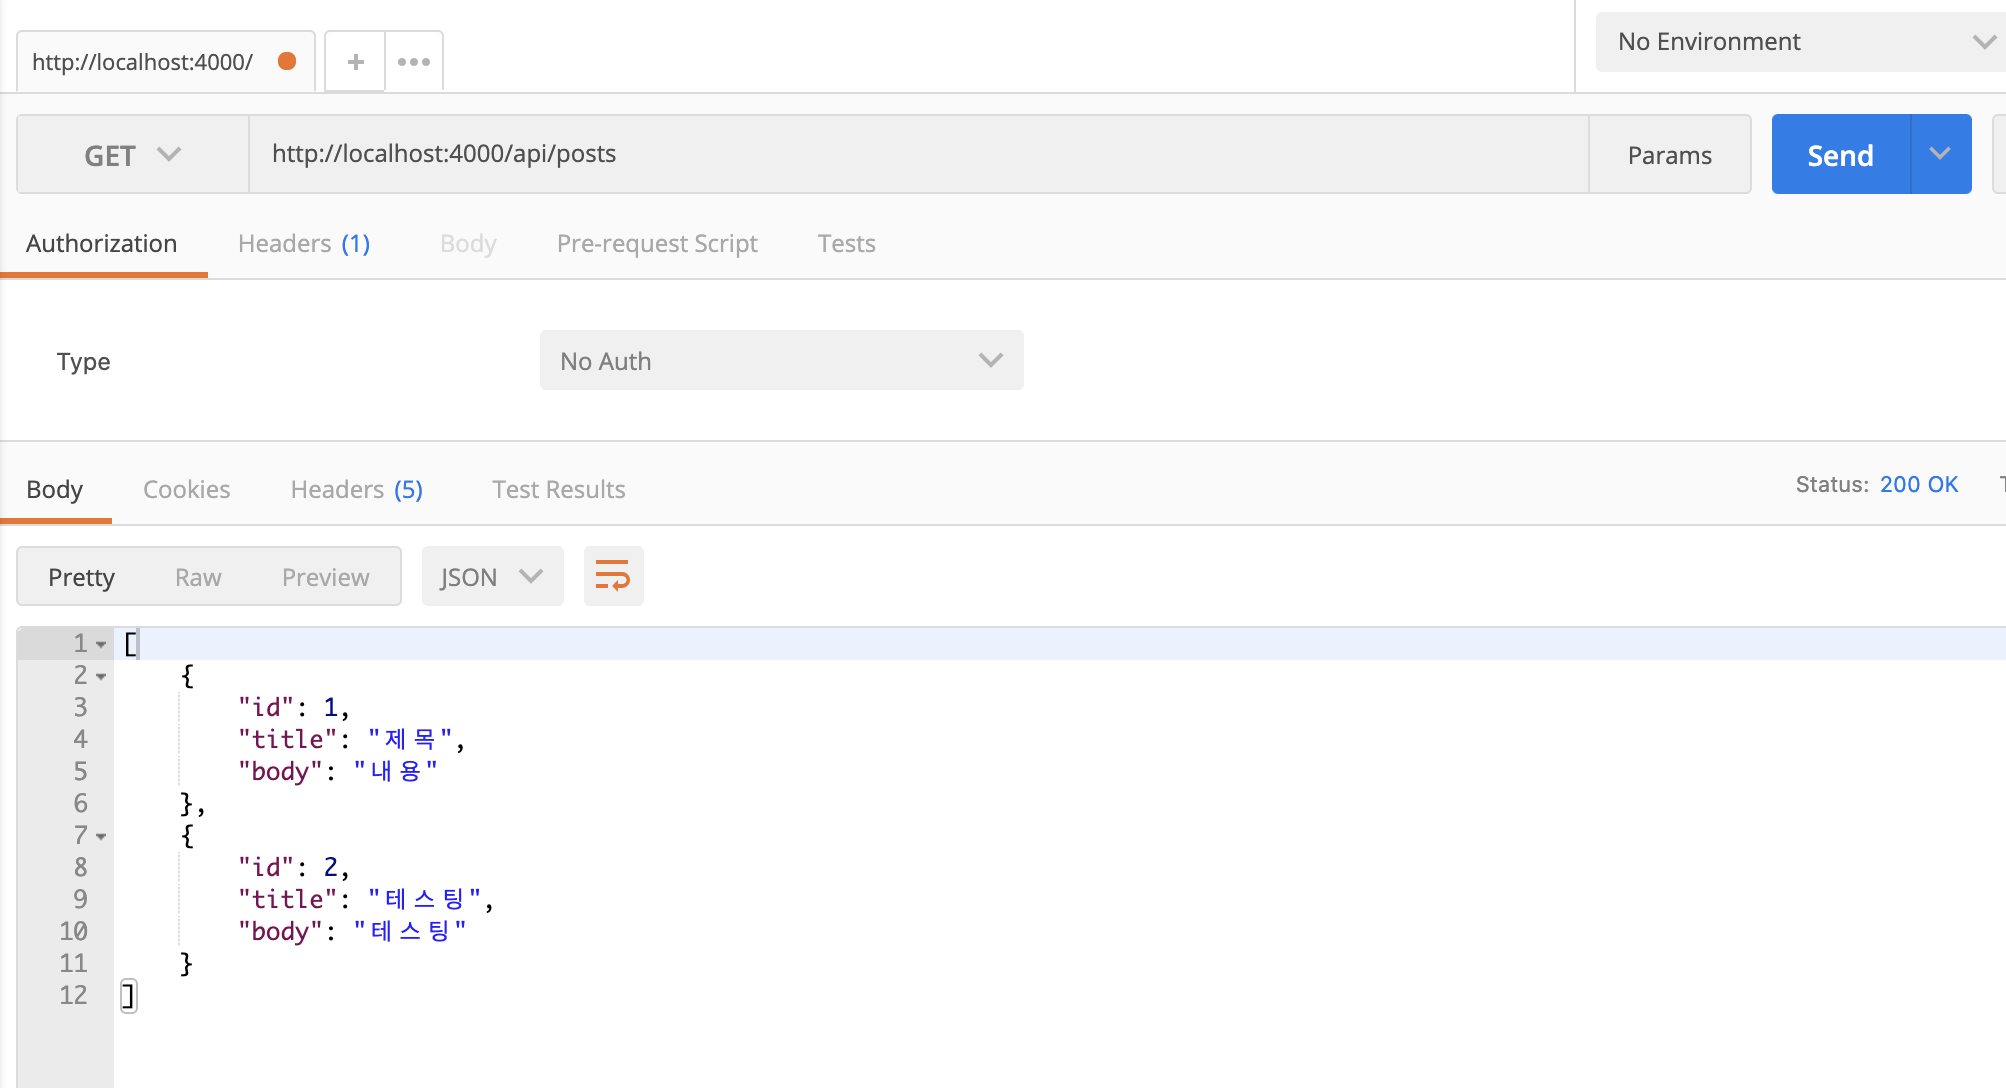 http://localhost:4000/
No Environment
GET http://localhost:4000/api/posts Params Send
Authorization Headers (1) Body Pre-request Script Tests
Type No Auth
Body Cookies Headers (5) Test Results Status: 200 OK
Pretty Raw Preview JSON
1 [
2 {
3 "id": 1,
4 "title": "제목",
5 "body": "내용"
6 },
7 {
8 "id": 2,
9 "title": "테스팅",
10 "body": "테스팅"
11 }
12 ]